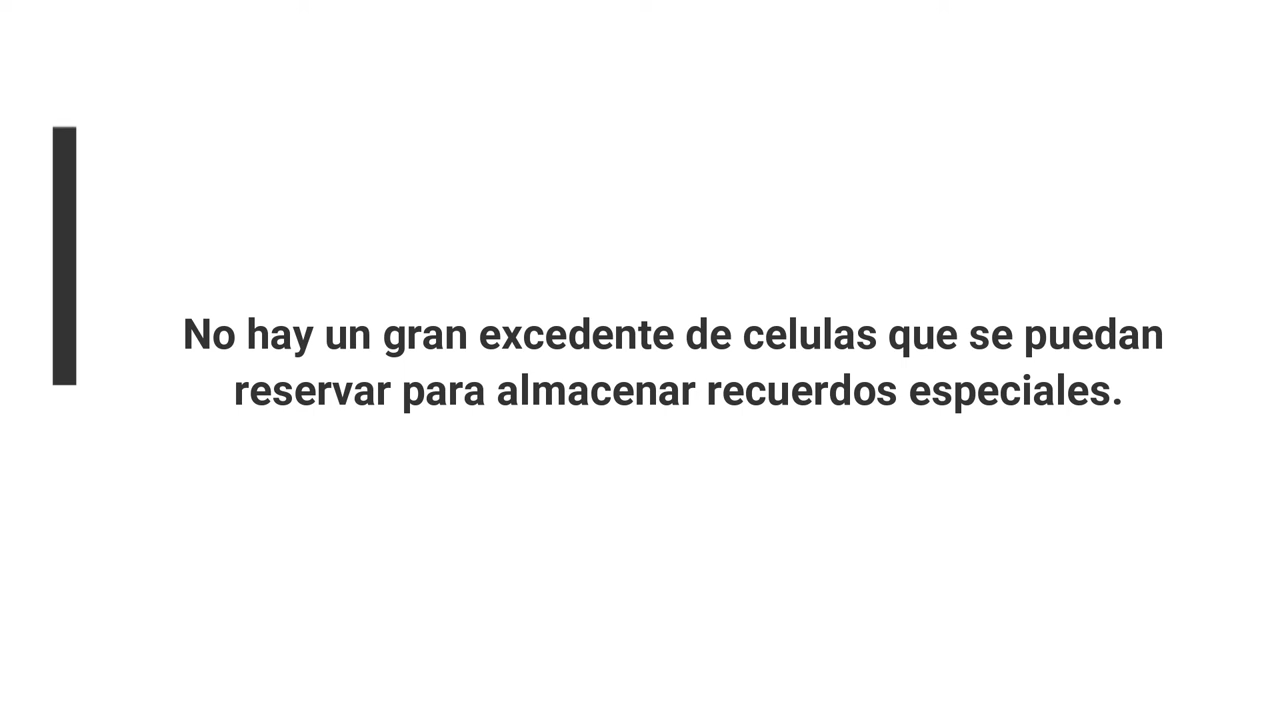 No hay un gran excedente de celulas que se puedan
reservar para almacenar recuerdos especiales.